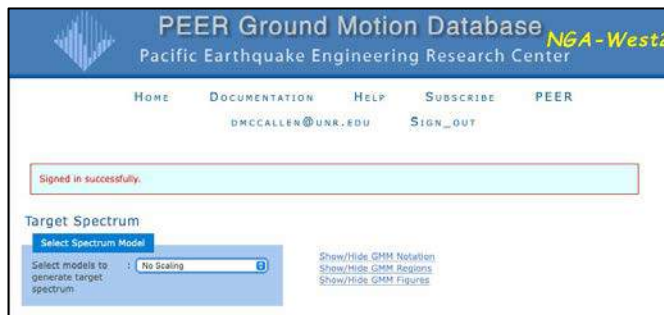 PEER Ground Motion Database
NGA-West2
Pacific Earthquake Engineering Research Center
HOME DOCUMENTATION HELP SUBSCRIBE PEER
DMCCALLEN@UNR.EDU SIGN_OUT
Signed in successfully.
Target Spectrum
Select Spectrum Model
Select models to generate target spectrum : No Scaling
Show/Hide GMM Notation
Show/Hide GMM Regions
Show/Hide GMM Figures